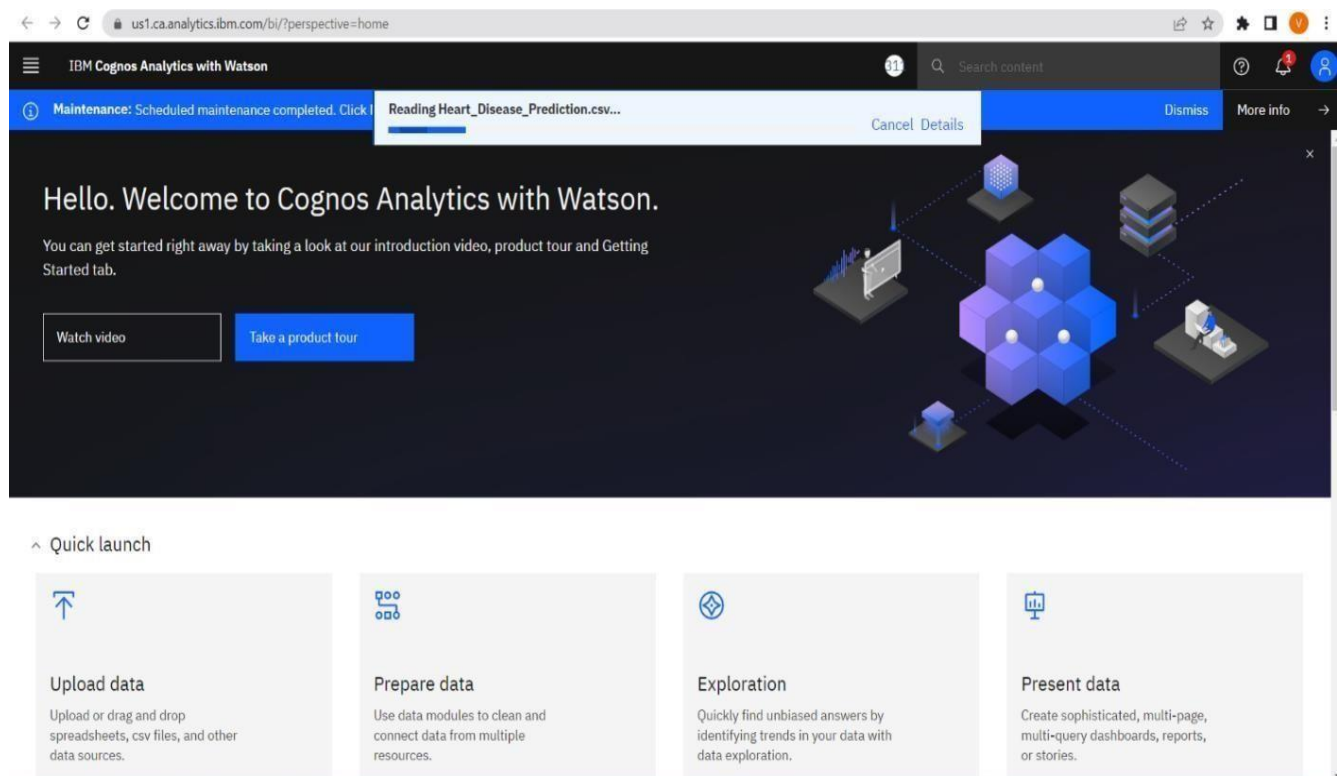 us1.ca.analytics.ibm.com/bi/?perspective=home
V
IBM Cognos Analytics with Watson
Search content
1
Maintenance: Scheduled maintenance completed. Click
Reading Heart_Disease_Prediction.csv...
Cancel Details
Dismiss
More info
Hello. Welcome to Cognos Analytics with Watson.
You can get started right away by taking a look at our introduction video, product tour and Getting
Started tab.
Watch video
Take a product tour
Quick launch
Upload data
Upload or drag and drop
spreadsheets, csv files, and other
data sources.
Prepare data
Use data modules to clean and
connect data from multiple
resources.
Exploration
Quickly find unbiased answers by
identifying trends in your data with
data exploration.
Present data
Create sophisticated, multi-page,
multi-query dashboards, reports,
or stories.